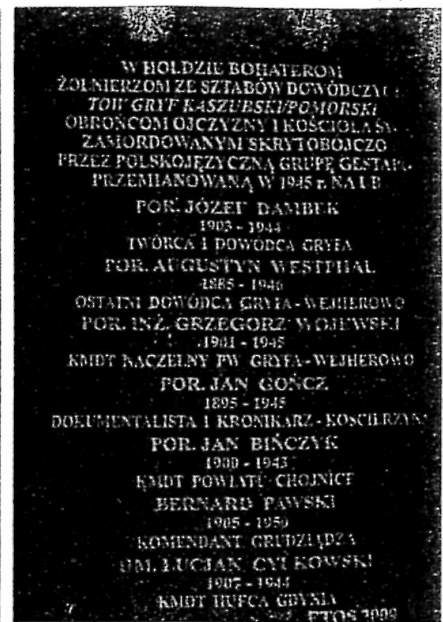 W HOŁDZIE BOHATEROM
ŻOŁNIERZOM ZE SZTABÓW DOWÓDCZYCH
TOW GRYF KASZUBSKI/POMORSKI
OBROŃCOM OJCZYZNY I KOŚCIOŁA ŚW.
ZAMORDOWANYM SKRYTOBÓJCZO
PRZEZ POLSKOJĘZYCZNĄ GRUPĘ GESTAPO
PRZEMIANOWANĄ W 1945 r. NA U B
POR. JÓZEF DAMBEK
1903 - 1944
TWÓRCA I DOWÓDCA GRYFA
POR. AUGUSTYN WESTPHAL
1885 - 1946
OSTATNI DOWÓDCA GRYFA - WEJHEROWO
POR. INŻ. GRZEGORZ WOJEWSKI
1901 - 1945
KMDT NACZELNY PW GRYFA - WEJHEROWO
POR. JAN GOŃCZ
1895 - 1945
DOKUMENTALISTA I KRONIKARZ - KOŚCIERZYNA
POR. JAN BIŃCZYK
1900 - 1943
KMDT POWIATU CHOJNICE
BERNARD PAWSKI
1905 - 1950
KOMENDANT GRUDZIĄDZA
HM. LUCJAN CYLKOWSKI
1907 - 1944
KMDT HUFCA GDYNIA
ETOS 2009